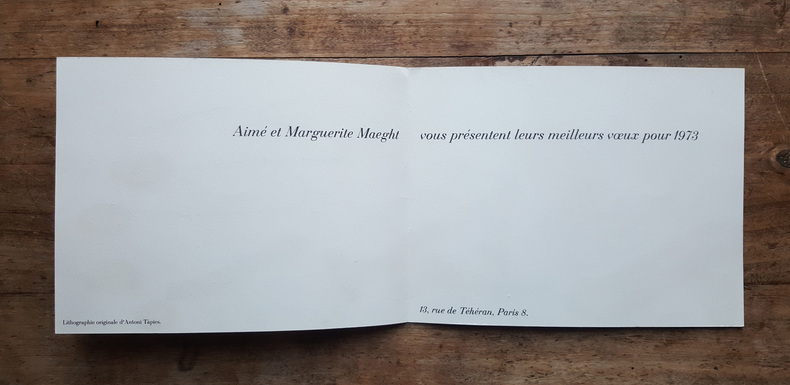 Aimé et Marguerite Maeght vous présentent leurs meilleurs vœux pour 1973
Lithographie originale d'Antoni Tàpies.
13, rue de Téhéran, Paris 8.